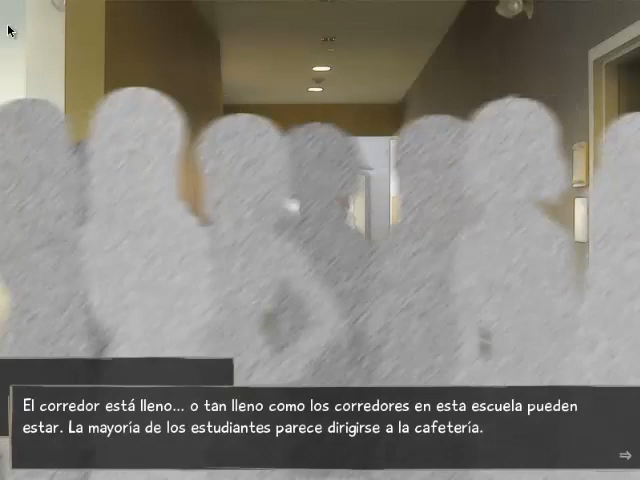 El corredor está lleno... o tan lleno como los corredores en esta escuela pueden
estar. La mayoría de los estudiantes parece dirigirse a la cafetería.